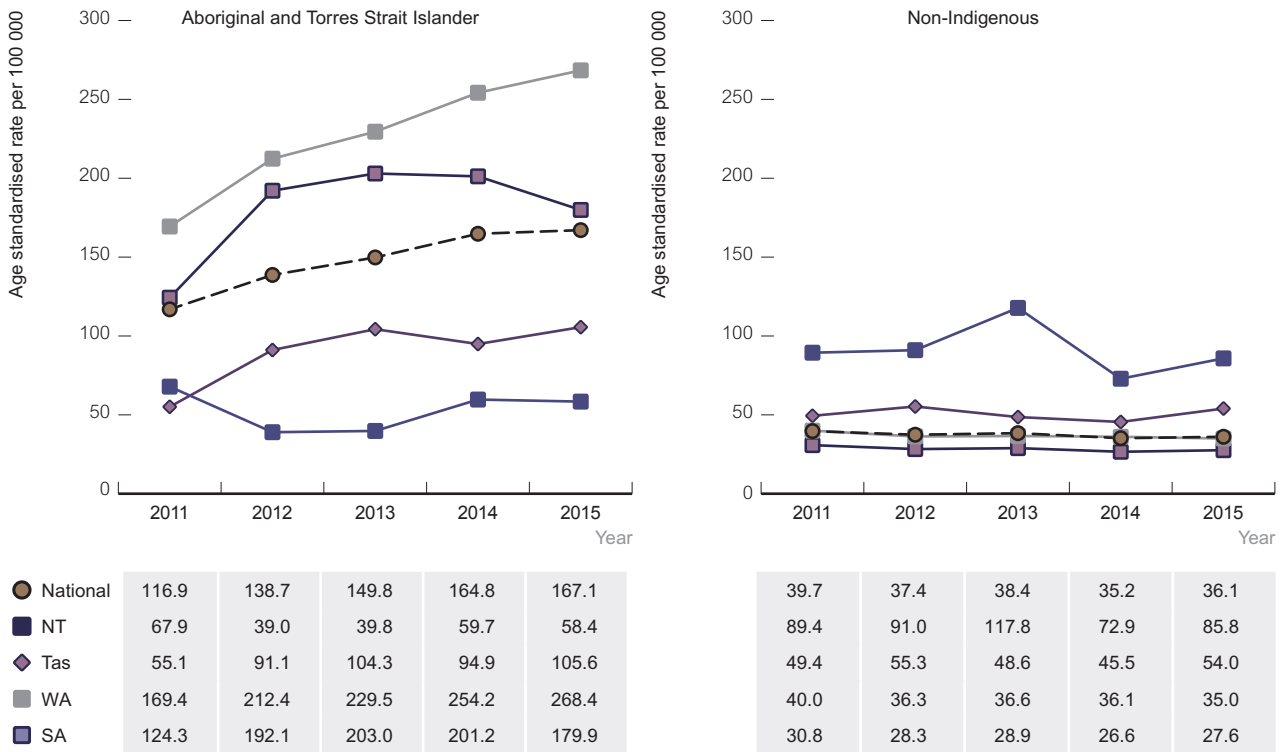 Aboriginal and Torres Strait Islander
Age standardised rate per 100 000
300
250
200
150
100
50
0
2011 2012 2013 2014 2015
Year
Non-Indigenous
Age standardised rate per 100 000
300
250
200
150
100
50
0
2011 2012 2013 2014 2015
Year
National 116.9 138.7 149.8 164.8 167.1 39.7 37.4 38.4 35.2 36.1
NT 67.9 39.0 39.8 59.7 58.4 89.4 91.0 117.8 72.9 85.8
Tas 55.1 91.1 104.3 94.9 105.6 49.4 55.3 48.6 45.5 54.0
WA 169.4 212.4 229.5 254.2 268.4 40.0 36.3 36.6 36.1 35.0
SA 124.3 192.1 203.0 201.2 179.9 30.8 28.3 28.9 26.6 27.6